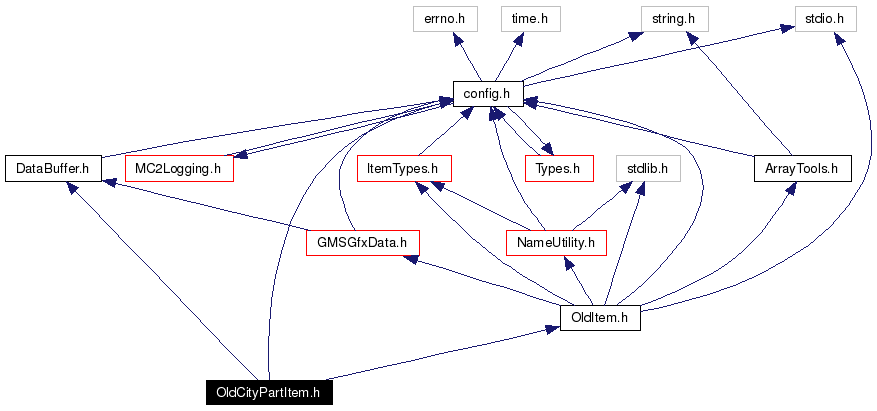 errno.h
time.h
string.h
stdio.h
config.h
DataBuffer.h
MC2Logging.h
ItemTypes.h
Types.h
stdlib.h
ArrayTools.h
GMSGfxData.h
NameUtility.h
OldItem.h
OldCityPartItem.h